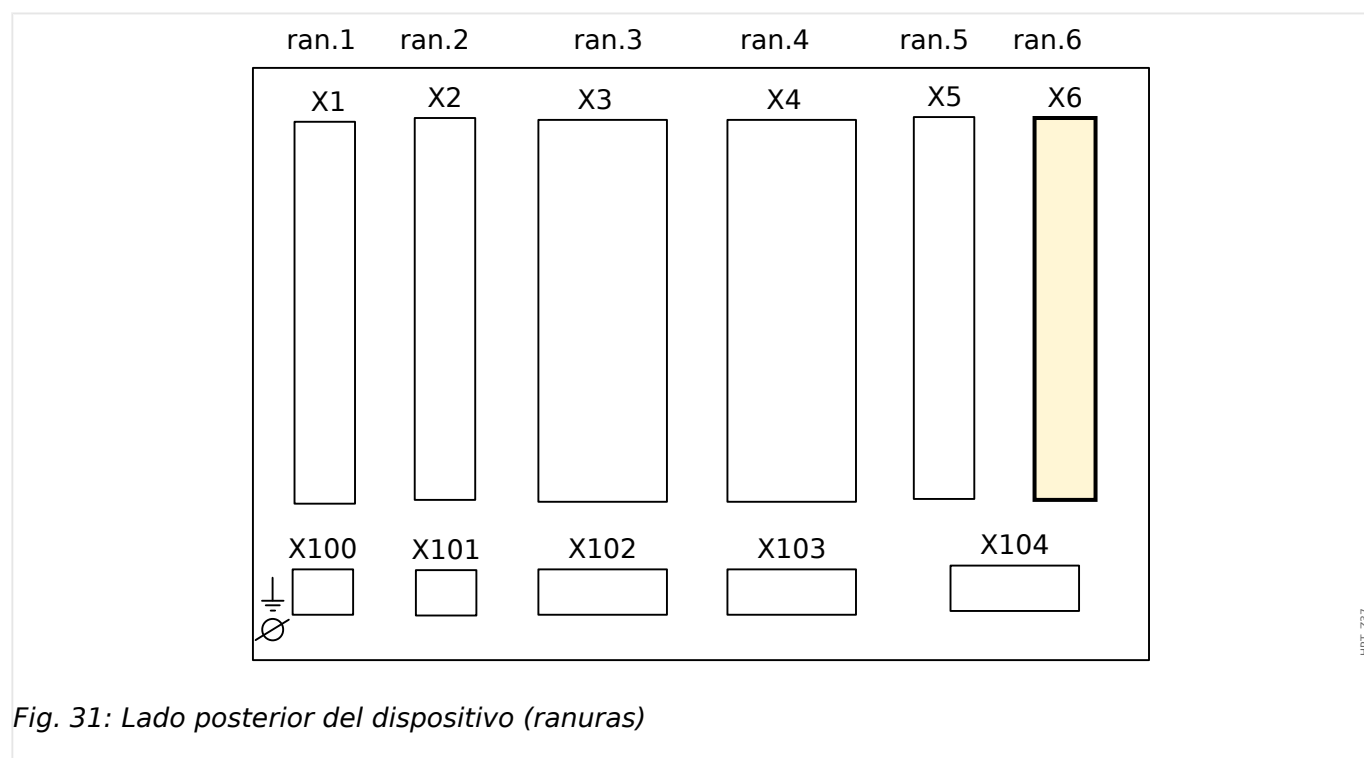 ran.1 ran.2 ran.3 ran.4 ran.5 ran.6
X1 X2 X3 X4 X5 X6
X100 X101 X102 X103 X104
Fig. 31: Lado posterior del dispositivo (ranuras)